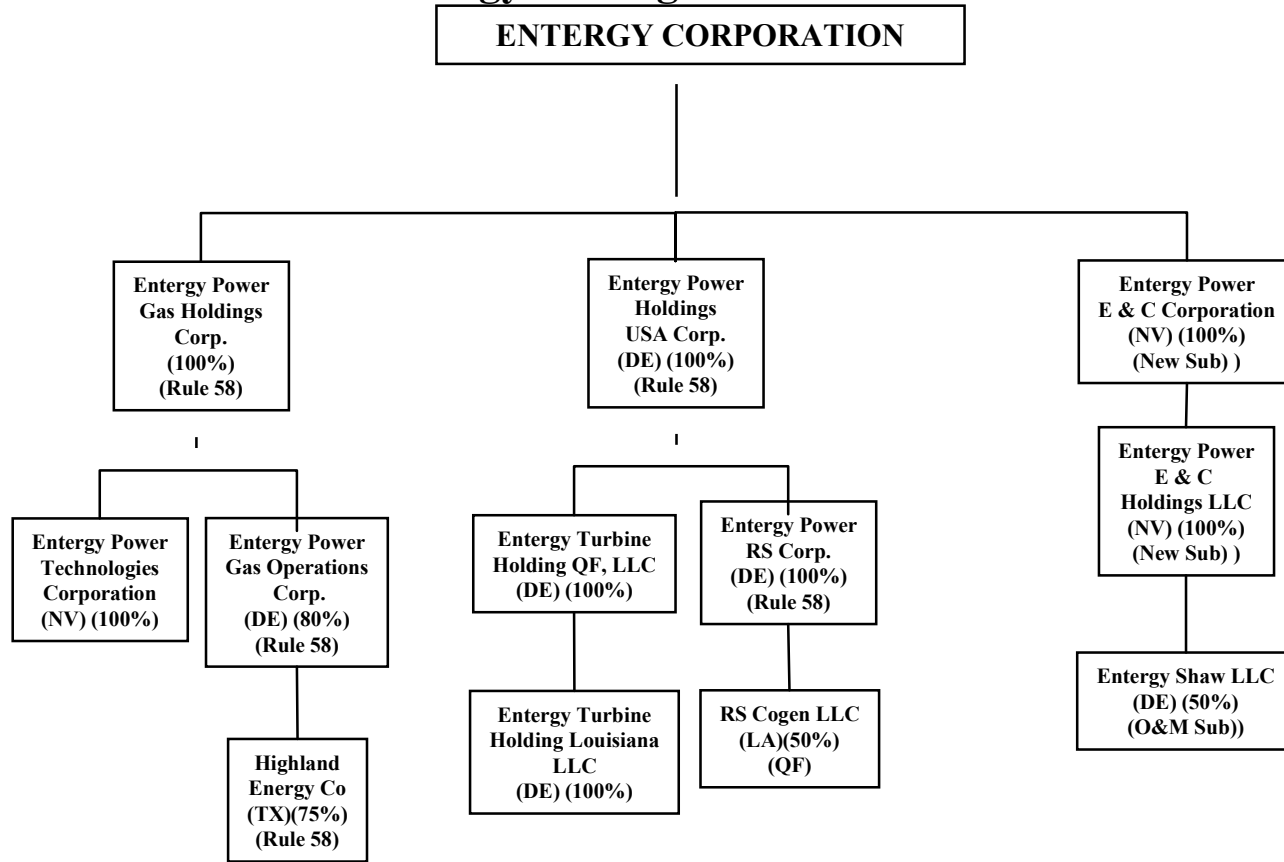 ENTERGY CORPORATION
Entergy Power
Gas Holdings
Corp.
(100%)
(Rule 58)
Entergy Power
Holdings
USA Corp.
(DE) (100%)
(Rule 58)
Entergy Power
E & C Corporation
(NV) (100%)
(New Sub) )
Entergy Power
Technologies
Corporation
(NV) (100%)
Entergy Power
Gas Operations
Corp.
(DE) (80%)
(Rule 58)
Entergy Turbine
Holding QF, LLC
(DE) (100%)
Entergy Power
RS Corp.
(DE) (100%)
(Rule 58)
Entergy Power
E & C
Holdings LLC
(NV) (100%)
(New Sub) )
Highland
Energy Co
(TX)(75%)
(Rule 58)
Entergy Turbine
Holding Louisiana
LLC
(DE) (100%)
RS Cogen LLC
(LA)(50%)
(QF)
Entergy Shaw LLC
(DE) (50%)
(O&M Sub))